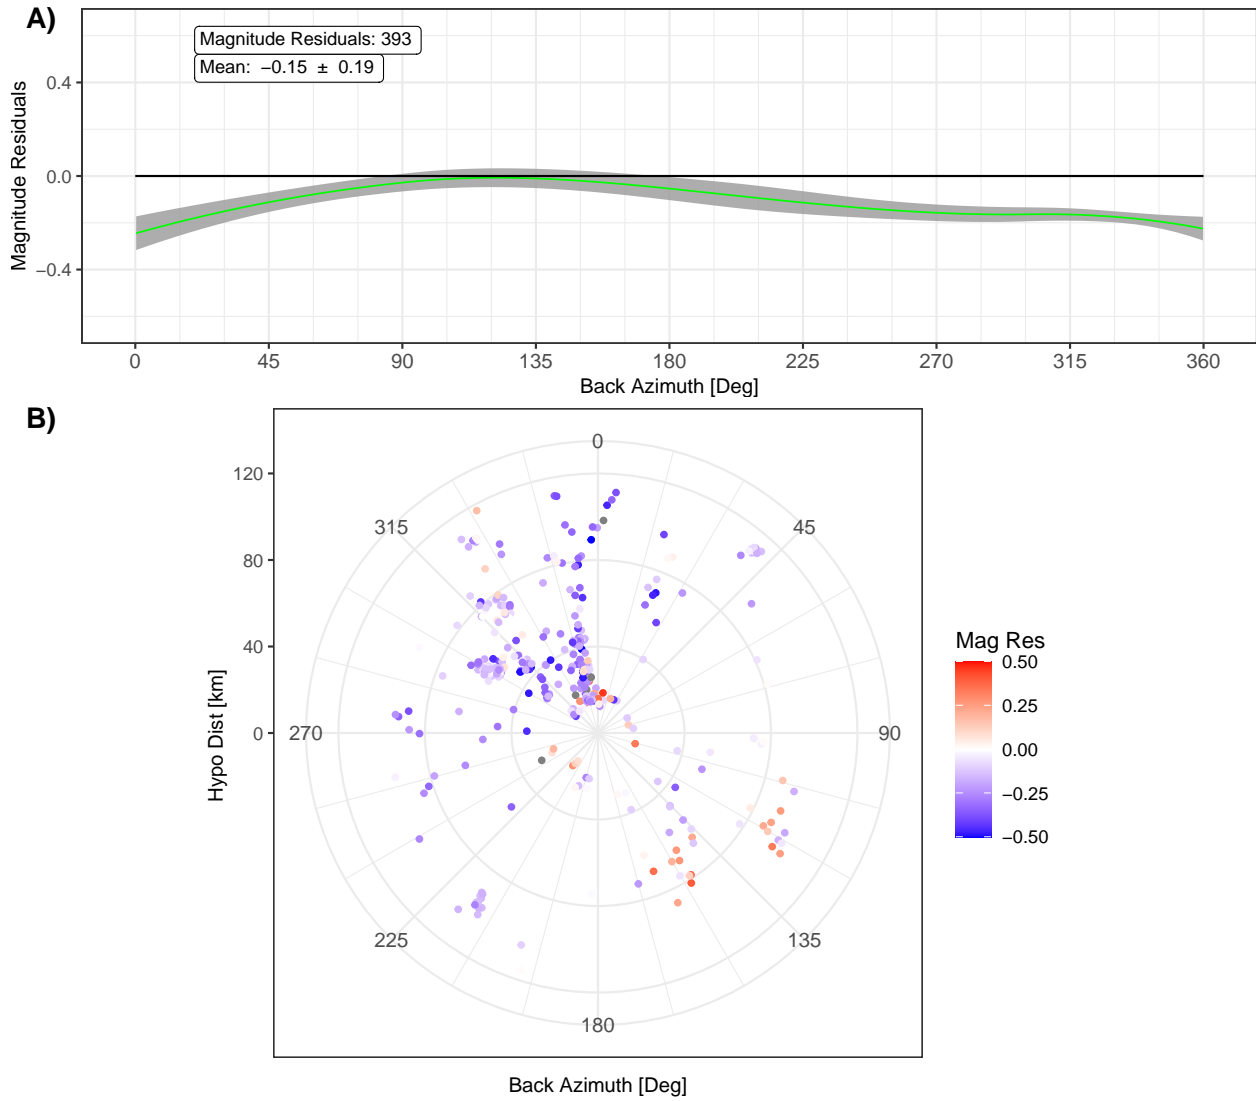 A)
Magnitude Residuals: 393
Mean: −0.15 ± 0.19
Magnitude Residuals
0.4
0.0
−0.4
0 45 90 135 180 225 270 315 360
Back Azimuth [Deg]
B)
Hypo Dist [km]
120
80
40
0
0
45
90
135
180
225
270
315
Back Azimuth [Deg]
Mag Res
0.50
0.25
0.00
−0.25
−0.50